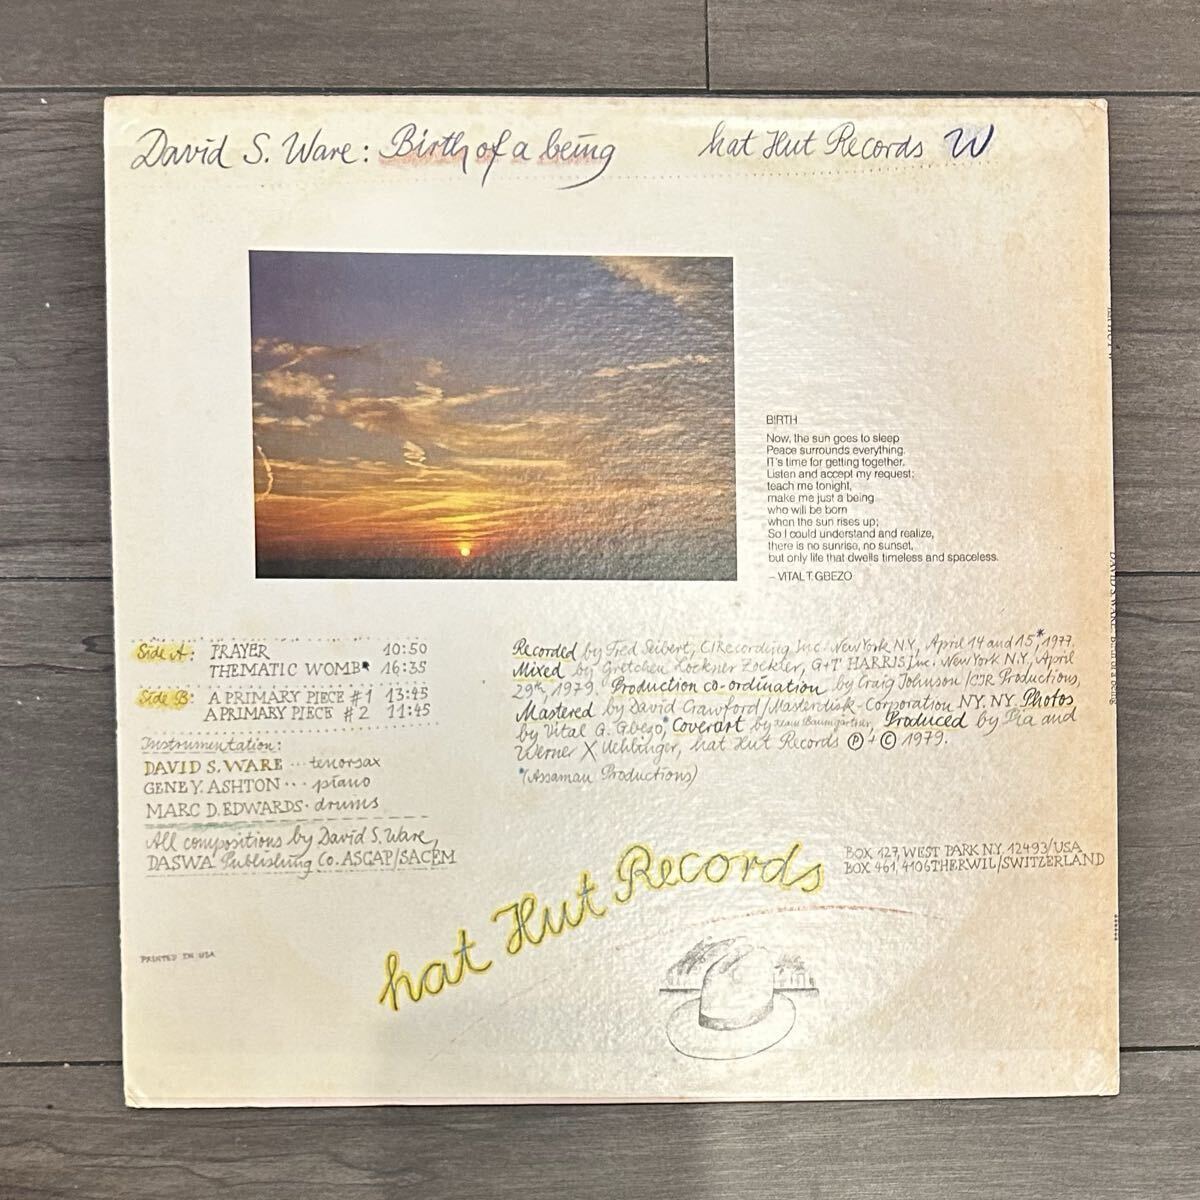 David S. Ware: Birth of a being hat Hut Records W
BIRTH
Now, the sun goes to sleep
Peace surrounds everything.
IT's time for getting together.
Listen and accept my request;
teach me tonight,
make me just a being
who will be born
when the sun rises up;
So I could understand and realize,
there is no sunrise, no sunset,
but only life that dwells timeless and spaceless.
– VITAL T. GBEZO
Side A: PRAYER 10:50
THEMATIC WOMB* 16:35
Side B: A PRIMARY PIECE #1 13:45
A PRIMARY PIECE #2 11:45
Instrumentation:
DAVID S. WARE ··· tenorsax
GENE Y. ASHTON ··· piano
MARC D. EDWARDS · drums
All compositions by David S. Ware,
DASWA Publishing Co. ASCAP/SACEM
Recorded by Fred Seibert, CI Recording Inc. New York N.Y., April 14 and 15* 1977.
Mixed by Gretchen Zoeckler, G+T HARRIS Inc. New York N.Y., April
29th 1979. Production co-ordination by Craig Johnson / CJR Productions,
Mastered by David Crawford/Masterdisk-Corporation NY. NY. Photos
by Vital G. Gbezo, Coverart by Klaus Baumgärtner, Produced by Pia and
Werner X Uehlinger, hat Hut Records Ⓟ + © 1979.
*(Assaman Productions)
BOX 127, WEST PARK N.Y. 12493/USA
BOX 461, 4106 THERWIL/SWITZERLAND
hat Hut Records
PRINTED IN USA
DAVID S. WARE: Birth of a being